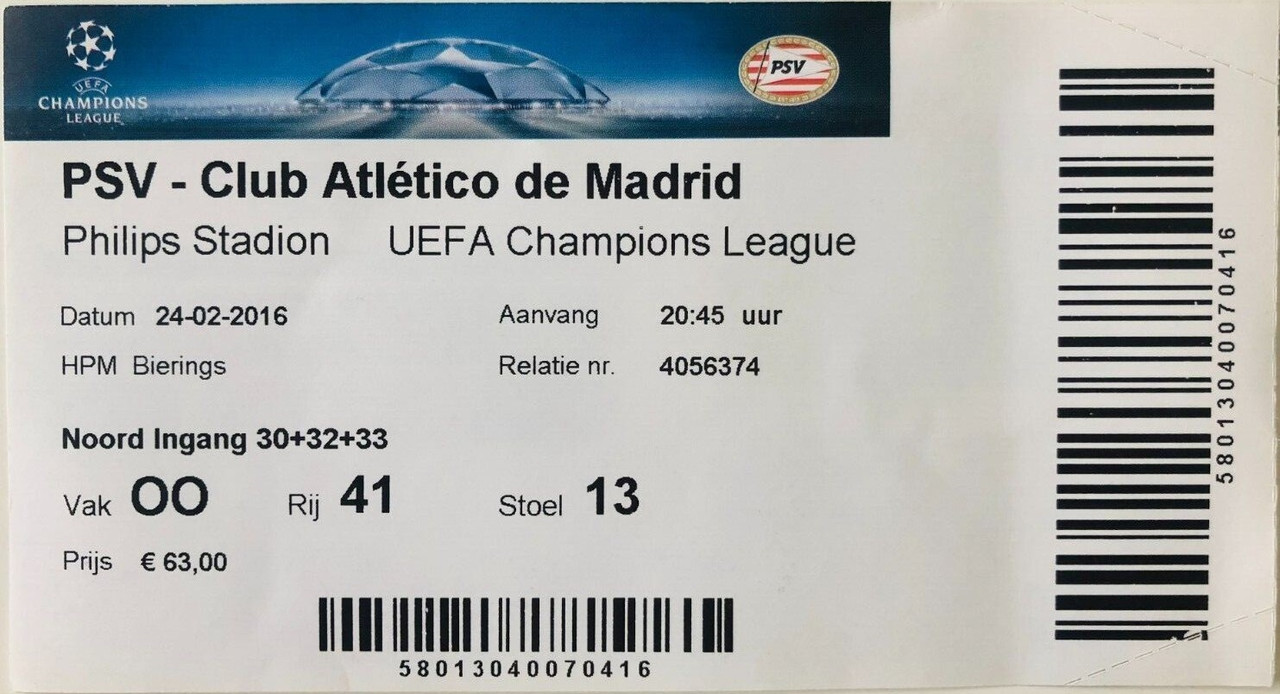 UEFA
CHAMPIONS
LEAGUE
PSV
PSV - Club Atlético de Madrid
Philips Stadion UEFA Champions League
Datum 24-02-2016 Aanvang 20:45 uur
HPM Bierings Relatie nr. 4056374
Noord Ingang 30+32+33
Vak OO Rij 41 Stoel 13
Prijs € 63,00
58013040070416
58013040070416